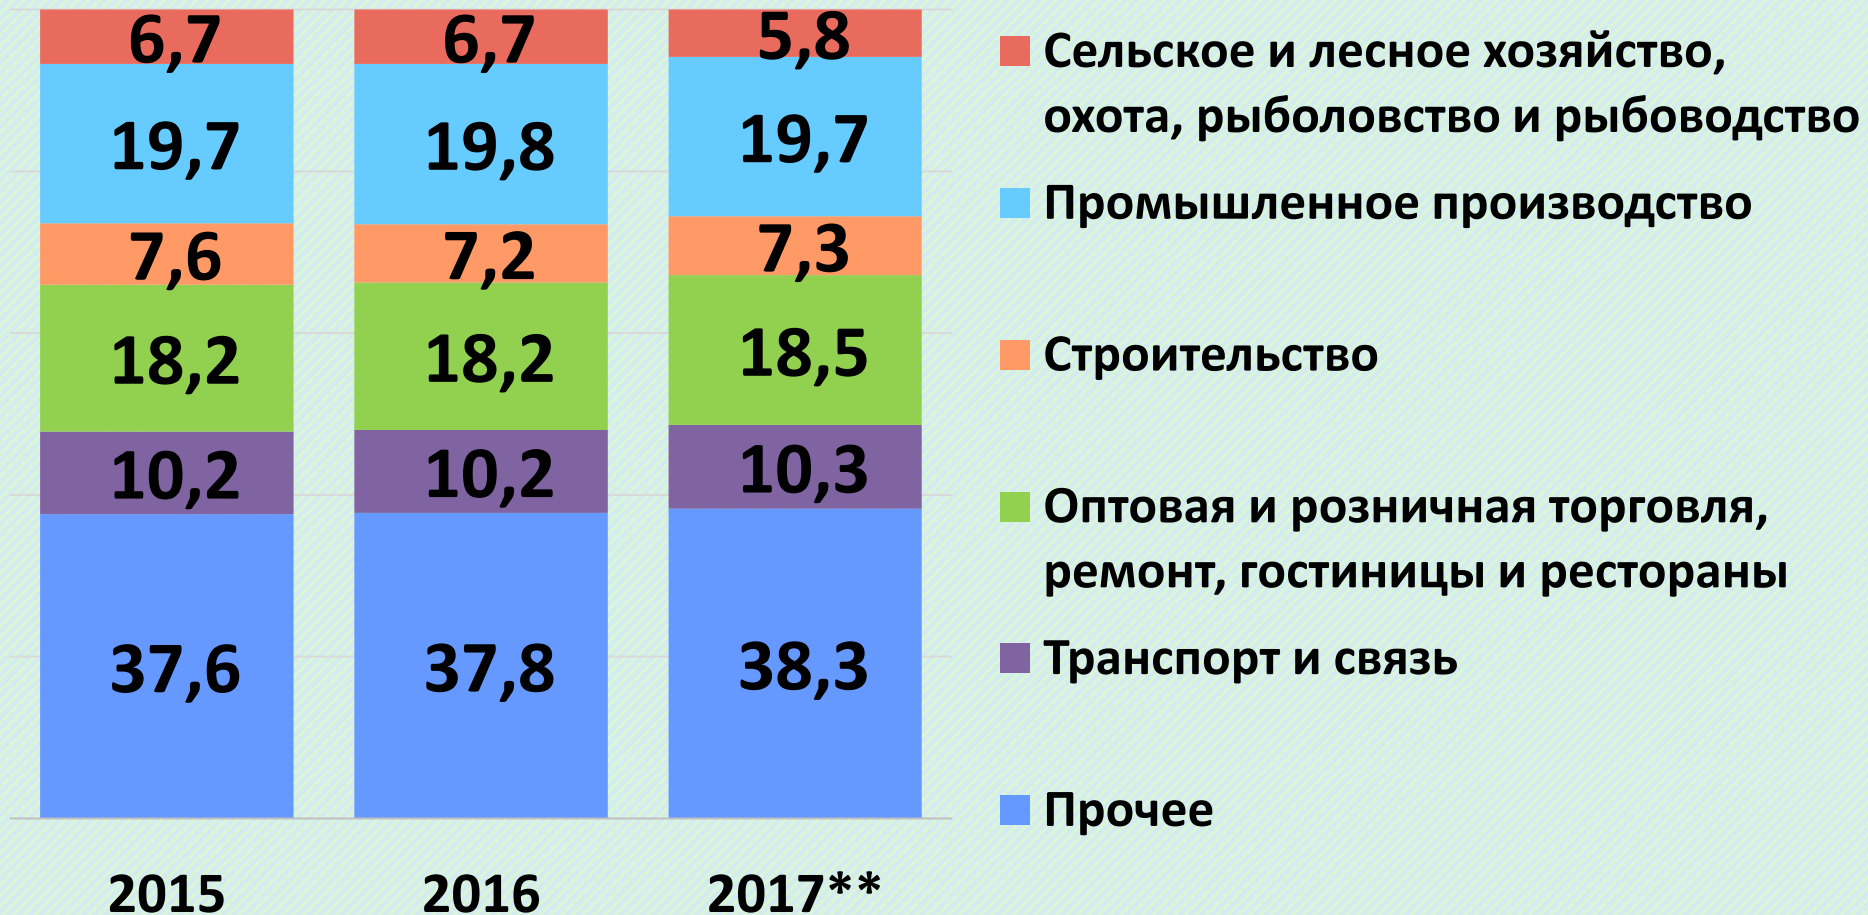 6,7 6,7 5,8
19,7 19,8 19,7
7,6 7,2 7,3
18,2 18,2 18,5
10,2 10,2 10,3
37,6 37,8 38,3
2015 2016 2017**
Сельское и лесное хозяйство,
охота, рыболовство и рыбоводство
Промышленное производство
Строительство
Оптовая и розничная торговля,
ремонт, гостиницы и рестораны
Транспорт и связь
Прочее